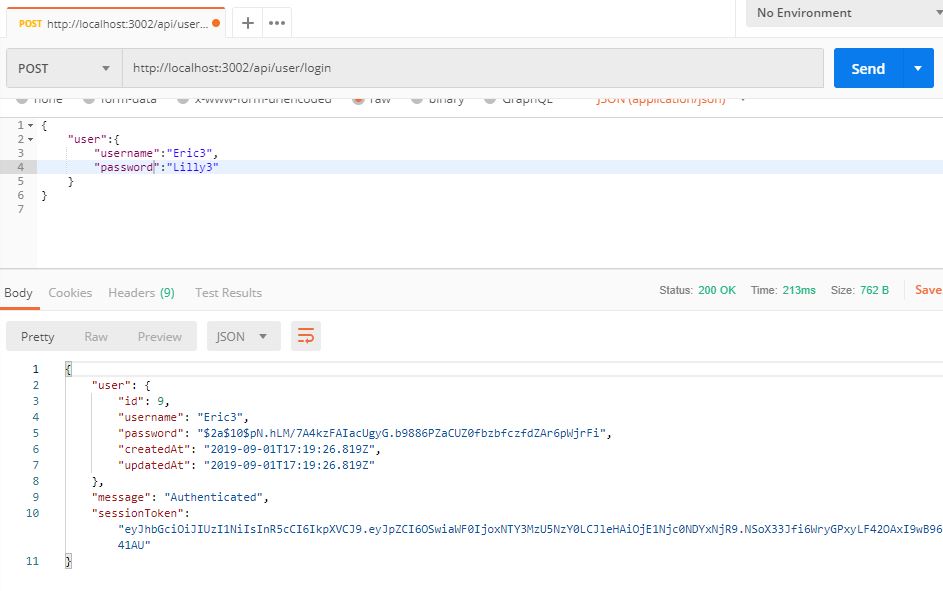 POST http://localhost:3002/api/user... + •••
No Environment
POST http://localhost:3002/api/user/login Send
none form-data x-www-form-urlencoded raw binary GraphQL JSON (application/json)
1 {
2 "user":{
3 "username":"Eric3",
4 "password":"Lilly3"
5 }
6 }
7
Body Cookies Headers (9) Test Results Status: 200 OK Time: 213ms Size: 762 B Save
Pretty Raw Preview JSON
1 {
2 "user": {
3 "id": 9,
4 "username": "Eric3",
5 "password": "$2a$10$pN.hLM/7A4kzFAIacUgyG.b9886PZaCUZ0fbzbfczfdZAr6pWjrFi",
6 "createdAt": "2019-09-01T17:19:26.819Z",
7 "updatedAt": "2019-09-01T17:19:26.819Z"
8 },
9 "message": "Authenticated",
10 "sessionToken":
"eyJhbGciOiJIUzI1NiIsInR5cCI6IkpXVCJ9.eyJpZCI6OSwiaWF0IjoxNTY3MzU5NzY0LCJleHAiOjE1Njc0NDYxNjR9.NSoX33Jfi6WryGPxyLF42OAxI9wB96
41AU"
11 }